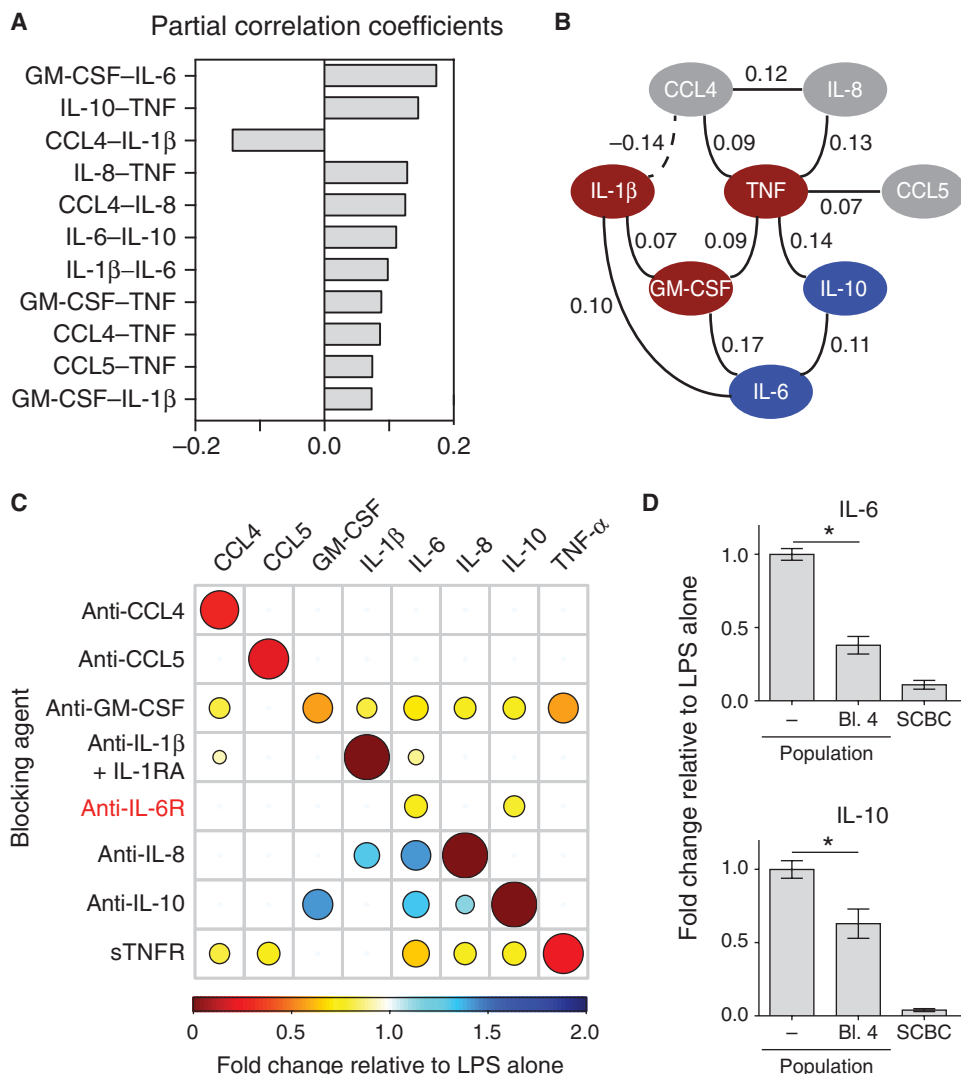 A
Partial correlation coefficients
GM-CSF–IL-6
IL-10–TNF
CCL4–IL-1β
IL-8–TNF
CCL4–IL-8
IL-6–IL-10
IL-1β–IL-6
GM-CSF–TNF
CCL4–TNF
CCL5–TNF
GM-CSF–IL-1β
–0.2 0.0 0.2
B
CCL4 0.12 IL-8
–0.14 0.09 0.13
IL-1β TNF CCL5
0.07
0.07 0.09 0.14
GM-CSF IL-10
0.10
0.17 0.11
IL-6
C
CCL4 CCL5 GM-CSF IL-1β IL-6 IL-8 IL-10 TNF-α
Blocking agent
Anti-CCL4
Anti-CCL5
Anti-GM-CSF
Anti-IL-1β
+ IL-1RA
Anti-IL-6R
Anti-IL-8
Anti-IL-10
sTNFR
0 0.5 1.0 1.5 2.0
Fold change relative to LPS alone
D
Fold change relative to LPS alone
IL-6
*
1.0
0.5
0.0
– Bl. 4 SCBC
Population
IL-10
*
1.0
0.5
0.0
– Bl. 4 SCBC
Population